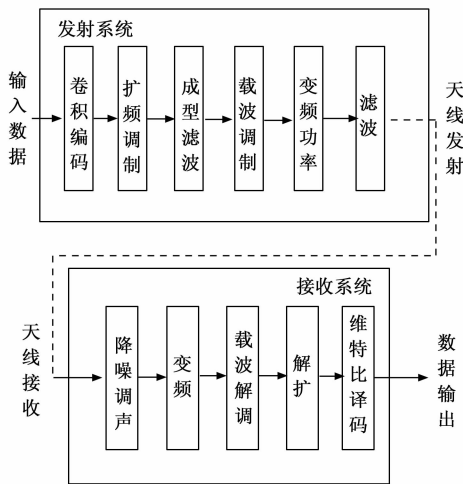 发射系统
输入数据
卷积编码
扩频调制
成型滤波
载波调制
变频功率
滤波
天线发射
接收系统
天线接收
降噪调声
变频
载波解调
解扩
维特比译码
数据输出